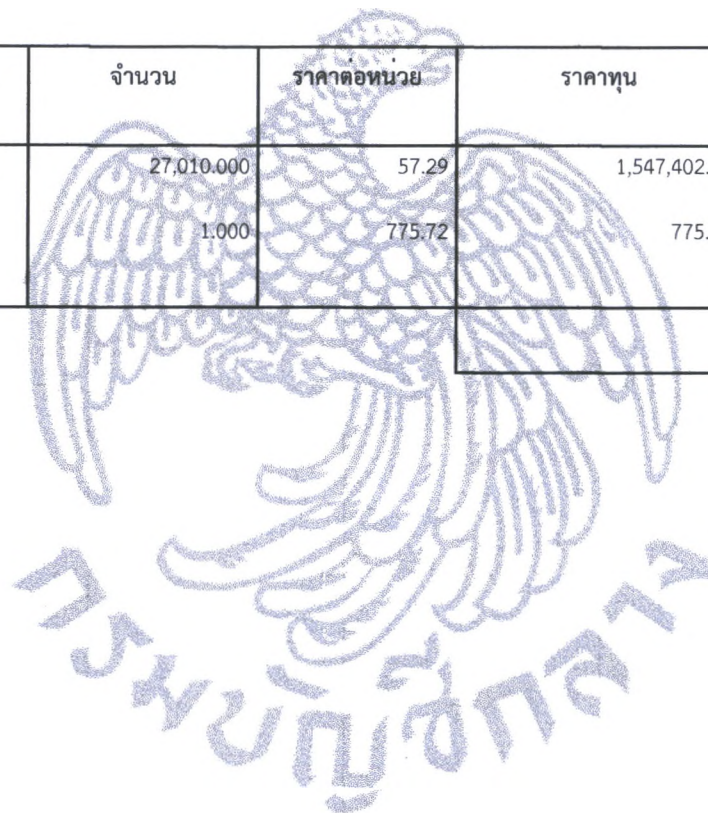 จำนวน ราคาต่อหน่วย ราคาทุน
27,010.000 57.29 1,547,402.
1.000 775.72 775.
กรมบัญชีกลาง